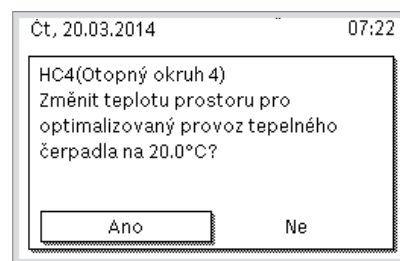 Čt, 20.03.2014 07:22
HC4(Otopný okruh 4)
Změnit teplotu prostoru pro
optimalizovaný provoz tepelného
čerpadla na 20.0°C?
Ano Ne